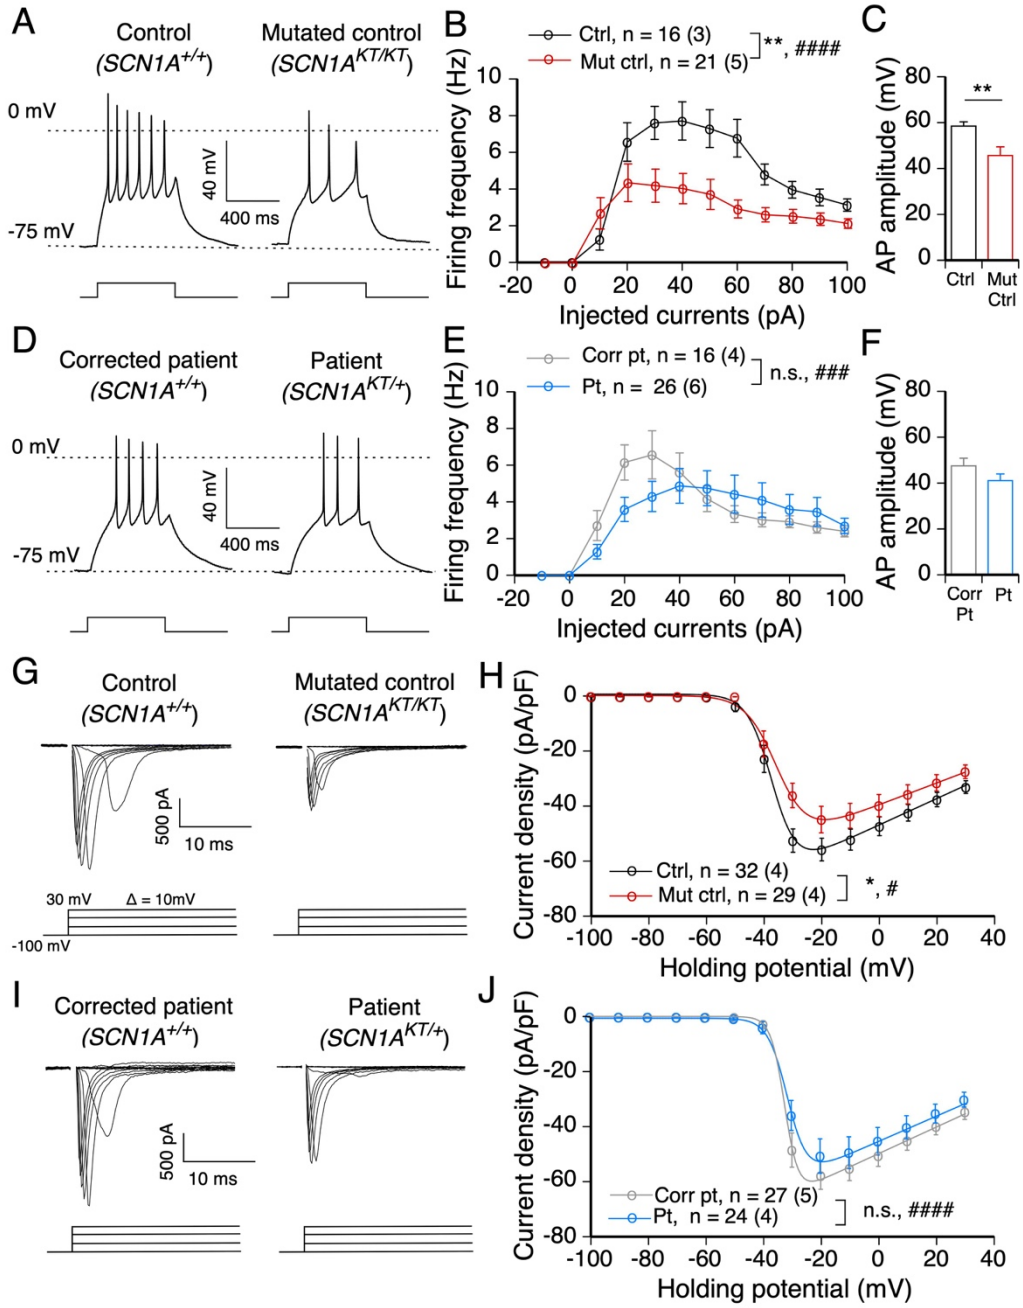 A
Control
(SCN1A+/+)
Mutated control
(SCN1AKT/KT)
0 mV
-75 mV
40 mV
400 ms
B
Ctrl, n = 16 (3)
Mut ctrl, n = 21 (5)
**, ####
Firing frequency (Hz)
10
8
6
4
2
0
-20 0 20 40 60 80 100
Injected currents (pA)
C
AP amplitude (mV)
80
60
40
20
0
**
Ctrl Mut
Ctrl
D
Corrected patient
(SCN1A+/+)
Patient
(SCN1AKT/+)
0 mV
-75 mV
40 mV
400 ms
E
Corr pt, n = 16 (4)
Pt, n = 26 (6)
n.s., ###
Firing frequency (Hz)
10
8
6
4
2
0
-20 0 20 40 60 80 100
Injected currents (pA)
F
AP amplitude (mV)
80
60
40
20
0
Corr Pt
Pt
G
Control
(SCN1A+/+)
Mutated control
(SCN1AKT/KT)
500 pA
10 ms
30 mV
Δ = 10mV
-100 mV
H
Current density (pA/pF)
0
-20
-40
-60
-80
Ctrl, n = 32 (4)
Mut ctrl, n = 29 (4)
*, #
-100 -80 -60 -40 -20 0 20 40
Holding potential (mV)
I
Corrected patient
(SCN1A+/+)
Patient
(SCN1AKT/+)
500 pA
10 ms
J
Current density (pA/pF)
0
-20
-40
-60
-80
Corr pt, n = 27 (5)
Pt, n = 24 (4)
n.s., ####
-100 -80 -60 -40 -20 0 20 40
Holding potential (mV)